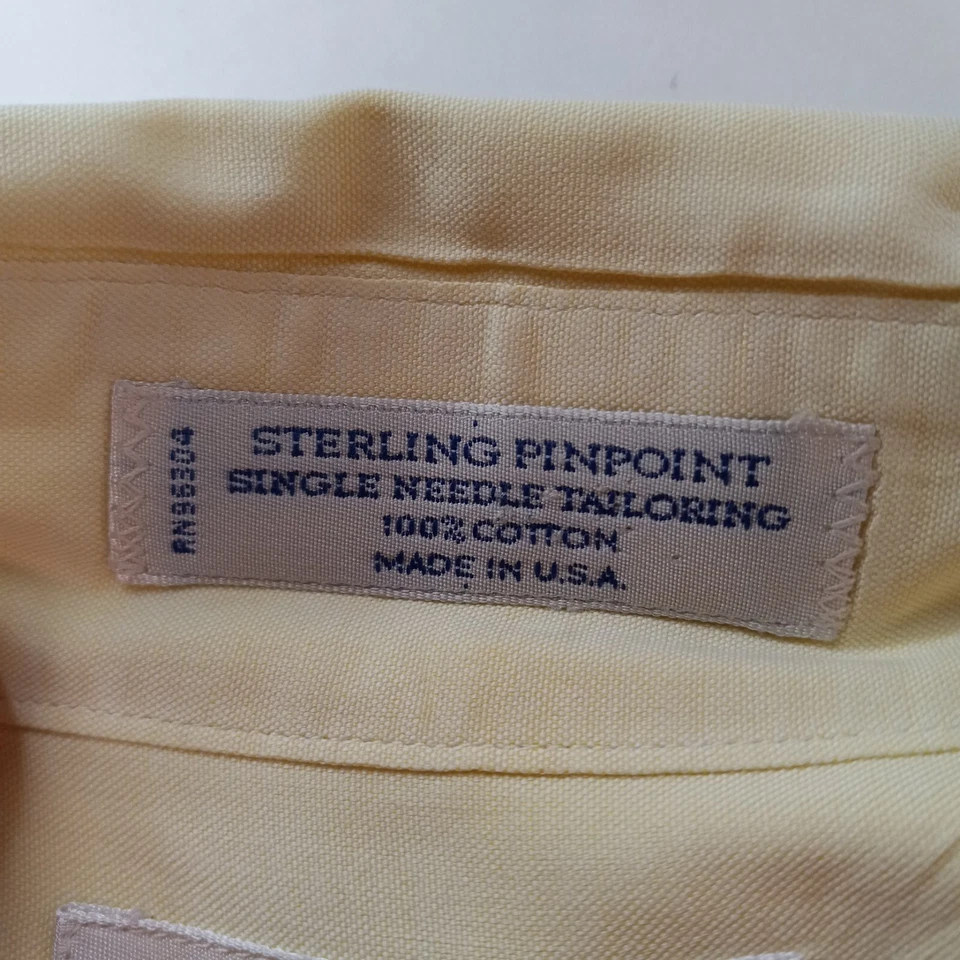 RN96304
STERLING PINPOINT
SINGLE NEEDLE TAILORING
100% COTTON
MADE IN U.S.A.